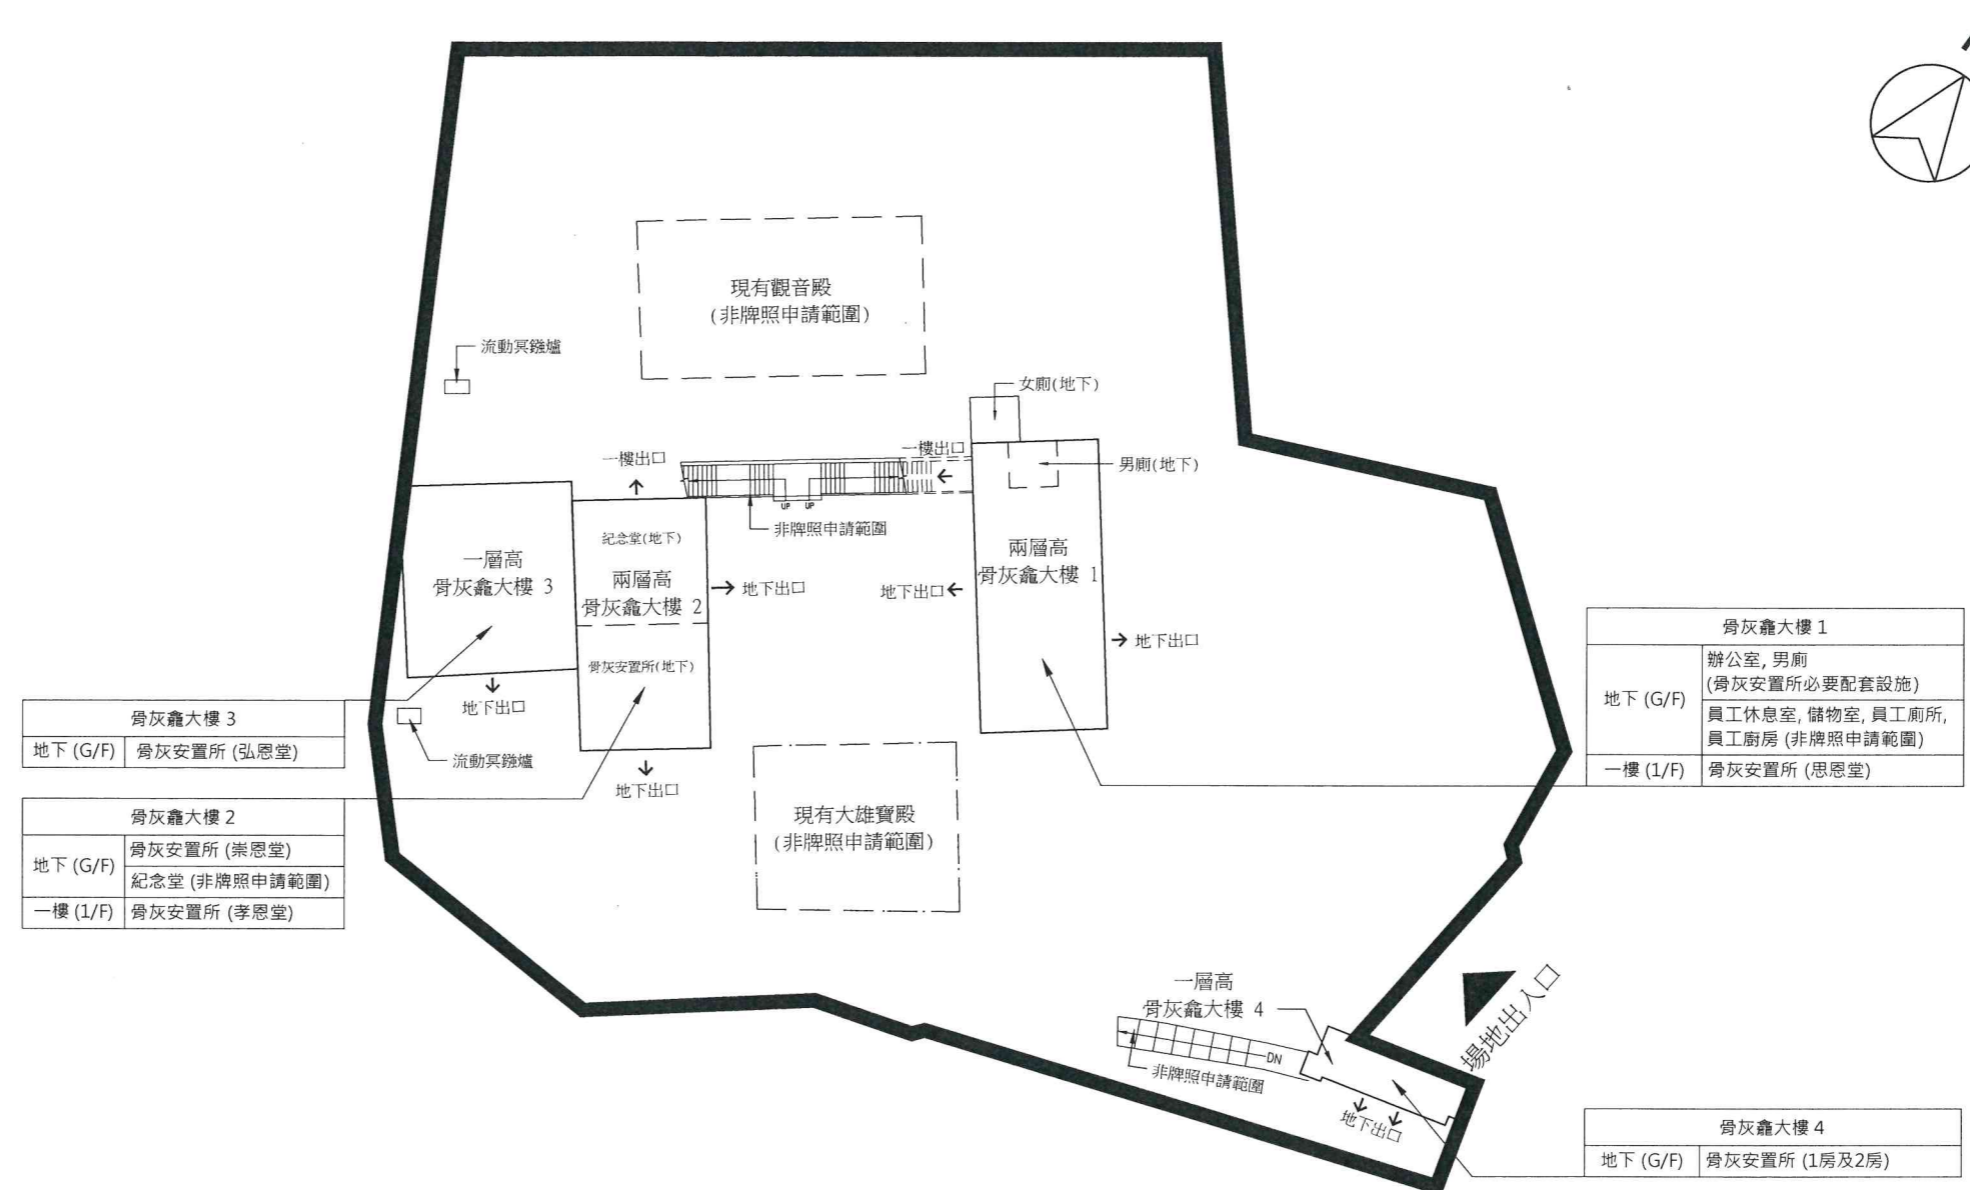 現有觀音殿
(非牌照申請範圍)
流動冥鏹爐
女廁(地下)
一樓出口
一樓出口
男廁(地下)
UP UP
非牌照申請範圍
紀念堂(地下)
一層高
骨灰龕大樓 3
兩層高
骨灰龕大樓 2
地下出口
地下出口
兩層高
骨灰龕大樓 1
地下出口
骨灰安置所(地下)
地下出口
流動冥鏹爐
地下出口
現有大雄寶殿
(非牌照申請範圍)
骨灰龕大樓 3
地下 (G/F) 骨灰安置所 (弘恩堂)
骨灰龕大樓 2
地下 (G/F)
骨灰安置所 (崇恩堂)
紀念堂 (非牌照申請範圍)
一樓 (1/F) 骨灰安置所 (孝恩堂)
骨灰龕大樓 1
地下 (G/F)
辦公室, 男廁
(骨灰安置所必要配套設施)
員工休息室, 儲物室, 員工廁所,
員工廚房 (非牌照申請範圍)
一樓 (1/F) 骨灰安置所 (思恩堂)
一層高
骨灰龕大樓 4
DN
非牌照申請範圍
地下出口
場地出入口
骨灰龕大樓 4
地下 (G/F) 骨灰安置所 (1房及2房)